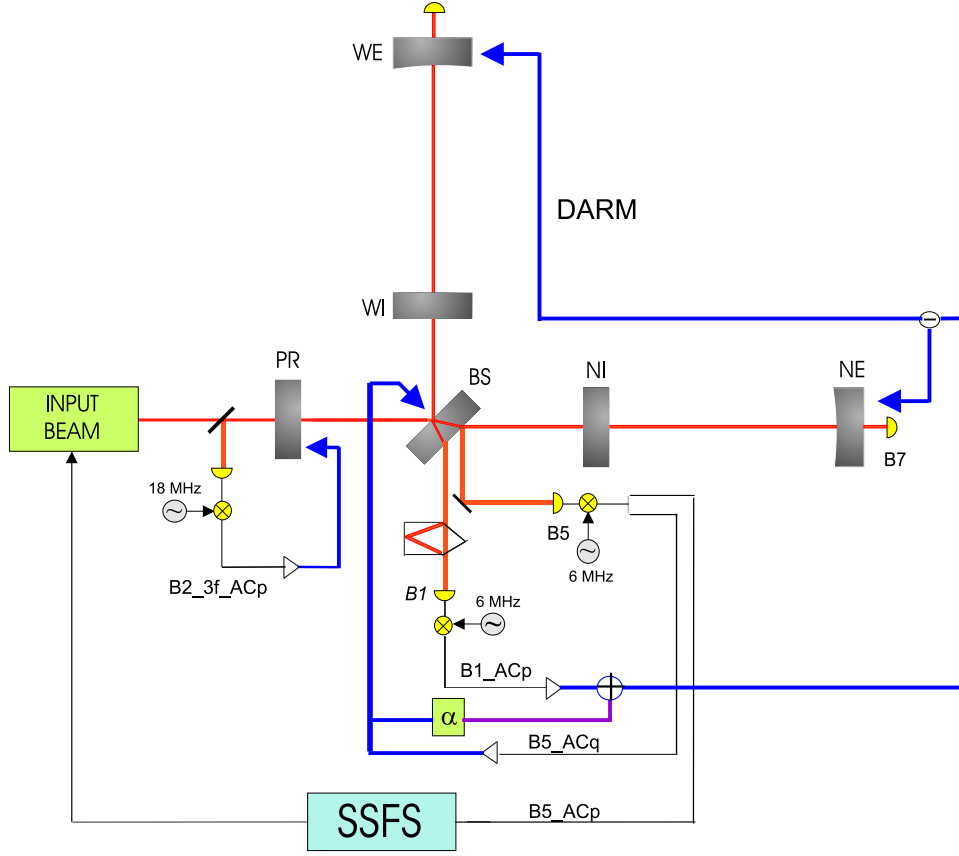 WE
DARM
WI
PR
BS
NI
NE
INPUT
BEAM
B7
18 MHz
B5
6 MHz
B2_3f_ACp
B1
6 MHz
B1_ACp
α
B5_ACq
SSFS
B5_ACp